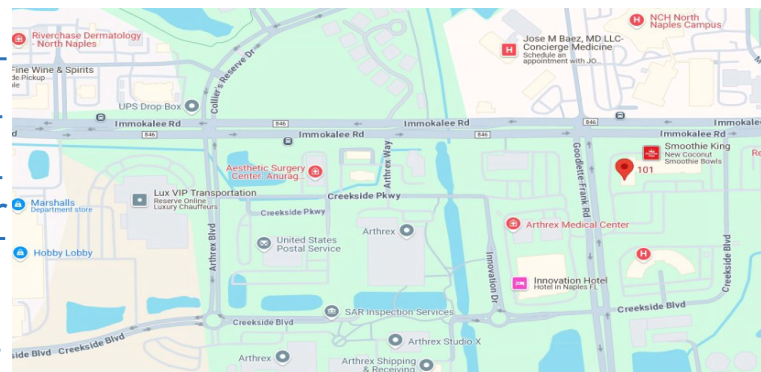 Riverchase Dermatology
- North Naples
Fine Wine & Spirits
UPS Drop Box
Collier's Reserve Dr
NCH North
Naples Campus
Jose M Baez, MD LLC-
Concierge Medicine
Schedule an
appointment with JO...
Immokalee Rd
846
Immokalee Rd
846
Immokalee Rd
846
Immokalee
Smoothie King
New Coconut
Smoothie Bowls
101
Aesthetic Surgery
Center: Anurag...
Arthrex Way
Goodlette-Frank Rd
Lux VIP Transportation
Reserve Online
Luxury Chauffeurs
Creekside Pkwy
Creekside Pkwy
Marshalls
Department store
Arthrex Blvd
United States
Postal Service
Arthrex
Arthrex Medical Center
Hobby Lobby
Innovation Dr
Innovation Hotel
Hotel in Naples FL
Creekside Blvd
SAR Inspection Services
Creekside Blvd
Creekside Blvd
side Blvd
Creekside Blvd
Arthrex Studio X
Arthrex
Arthrex Shipping
& Receiving